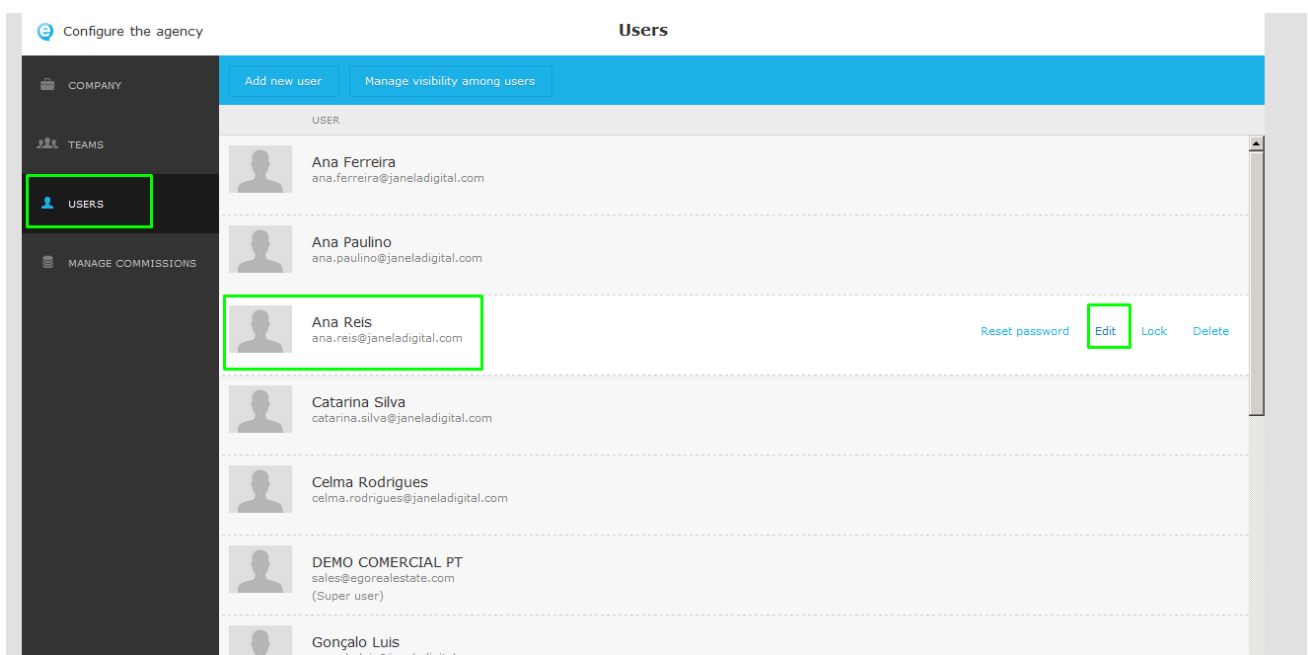 Configure the agency
Users
COMPANY
TEAMS
USERS
MANAGE COMMISSIONS
Add new user
Manage visibility among users
USER
Ana Ferreira
ana.ferreira@janeladigital.com
Ana Paulino
ana.paulino@janeladigital.com
Ana Reis
ana.reis@janeladigital.com
Reset password Edit Lock Delete
Catarina Silva
catarina.silva@janeladigital.com
Celma Rodrigues
celma.rodrigues@janeladigital.com
DEMO COMERCIAL PT
sales@egorealestate.com
(Super user)
Gonçalo Luis